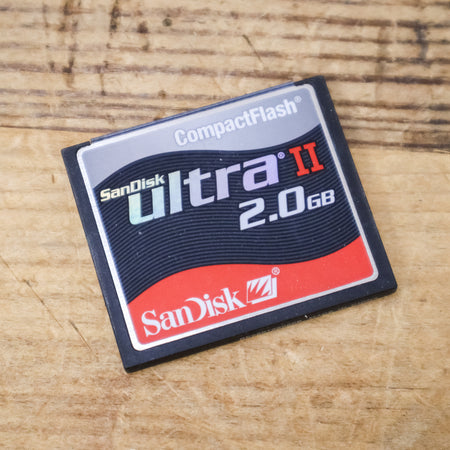 CompactFlash®
SanDisk
ultra® II
2.0GB
SanDisk®